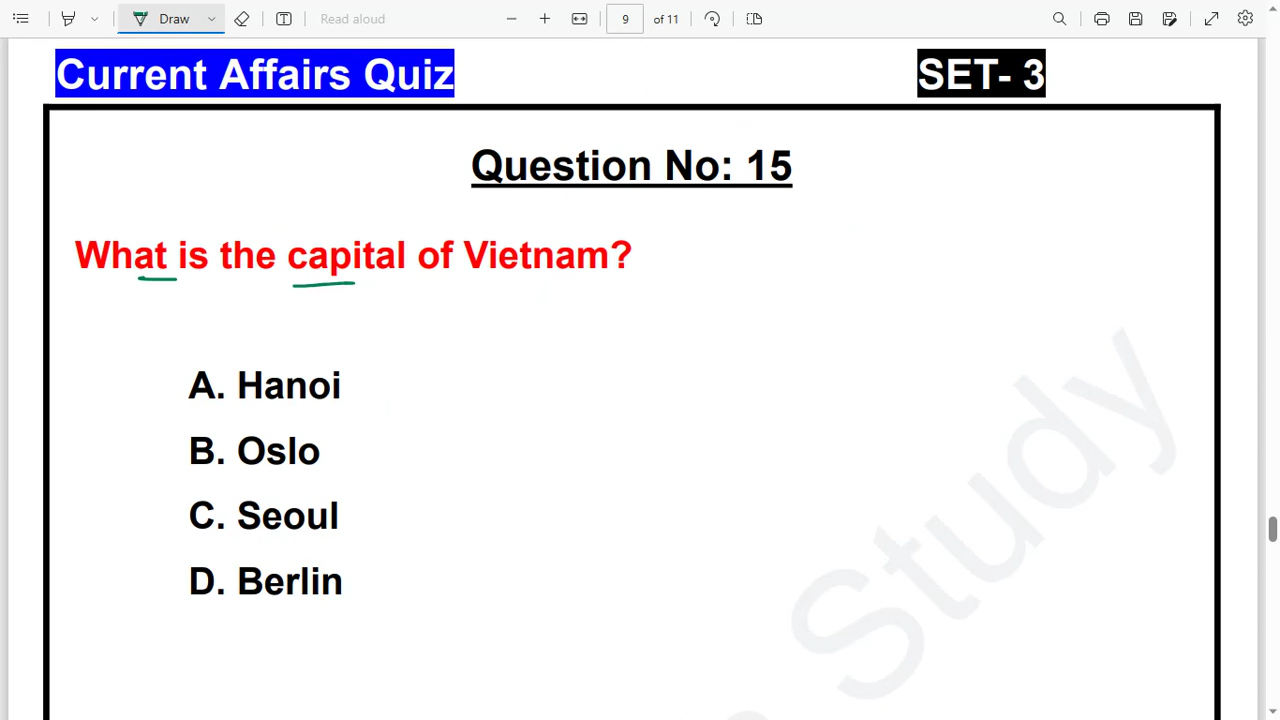 Draw
Read aloud
9 of 11
Current Affairs Quiz
SET- 3
Question No: 15
What is the capital of Vietnam?
A. Hanoi
B. Oslo
C. Seoul
D. Berlin
Study